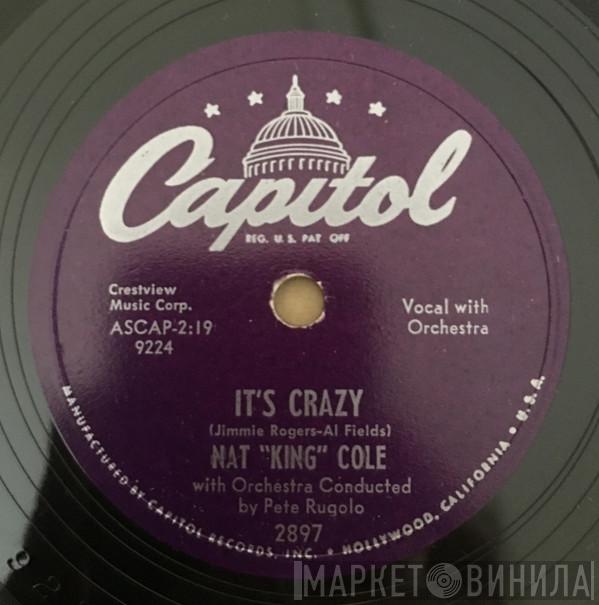 Capitol
REG. U.S. PAT. OFF
Crestview
Music Corp.
ASCAP-2:19
9224
Vocal with
Orchestra
IT'S CRAZY
(Jimmie Rogers-Al Fields)
NAT "KING" COLE
with Orchestra Conducted
by Pete Rugolo
2897
MANUFACTURED BY CAPITOL RECORDS, INC. • HOLLYWOOD, CALIFORNIA • U.S.A.
МАРКЕТ ВИНИЛА